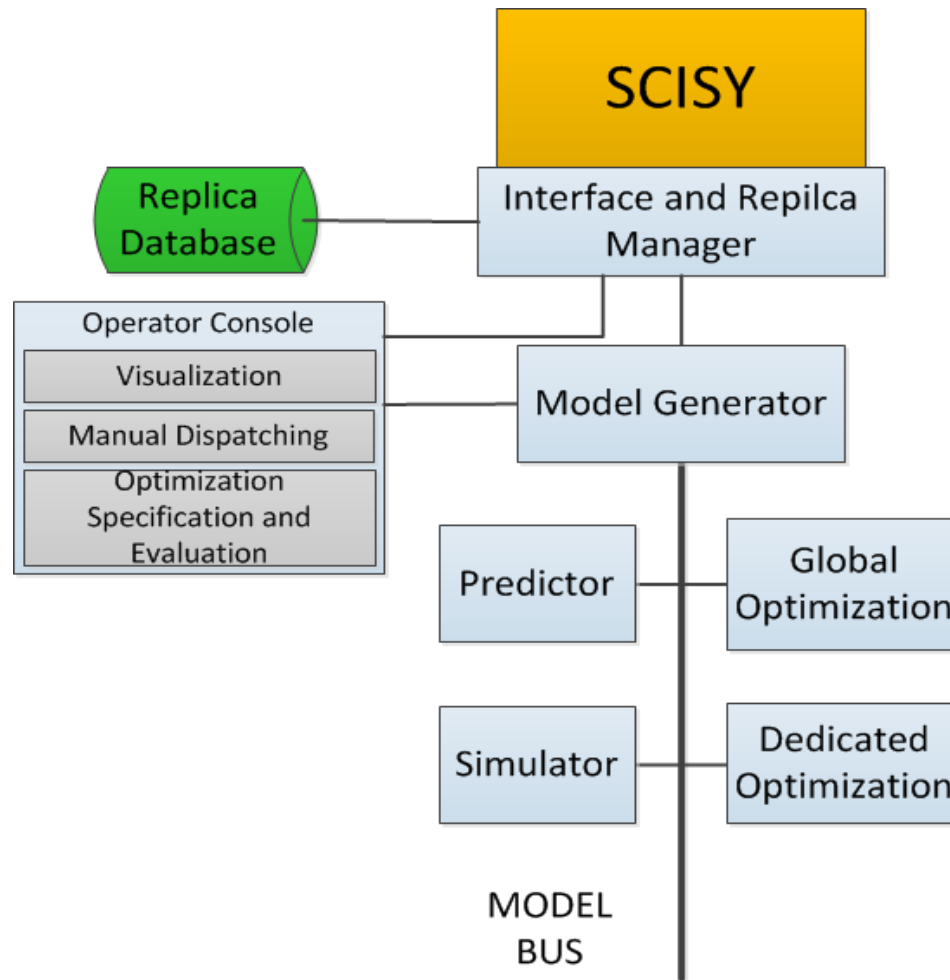 SCISY
Replica
Database
Interface and Repilca
Manager
Operator Console
Visualization
Manual Dispatching
Optimization
Specification and
Evaluation
Model Generator
Predictor
Global
Optimization
Simulator
Dedicated
Optimization
MODEL
BUS